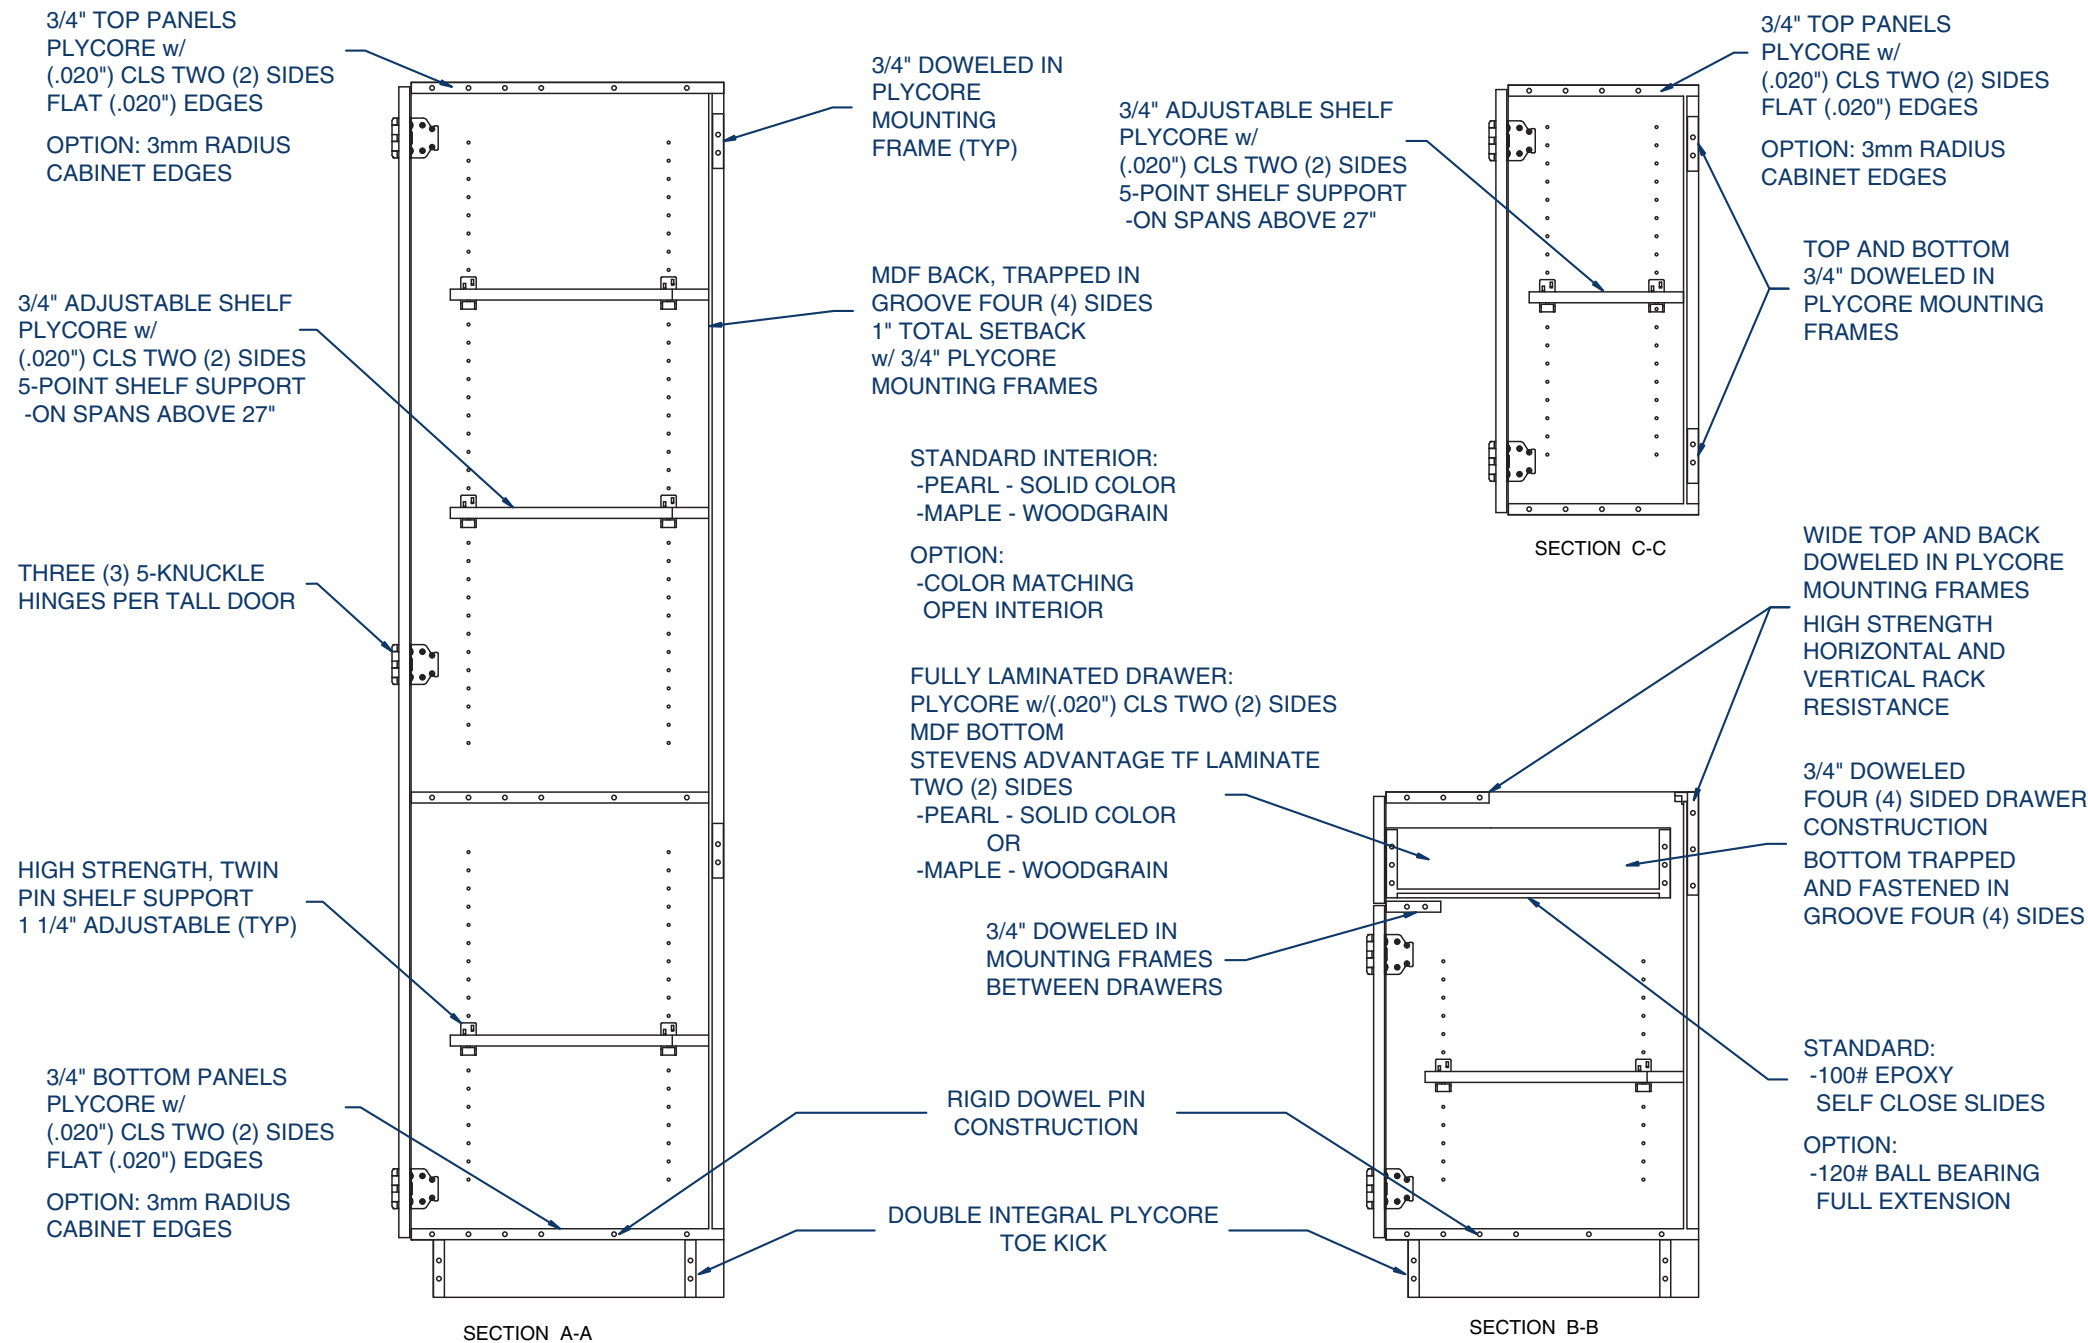 3/4" TOP PANELS
PLYCORE w/
(.020") CLS TWO (2) SIDES
FLAT (.020") EDGES
OPTION: 3mm RADIUS
CABINET EDGES
3/4" ADJUSTABLE SHELF
PLYCORE w/
(.020") CLS TWO (2) SIDES
5-POINT SHELF SUPPORT
-ON SPANS ABOVE 27"
THREE (3) 5-KNUCKLE
HINGES PER TALL DOOR
HIGH STRENGTH, TWIN
PIN SHELF SUPPORT
1 1/4" ADJUSTABLE (TYP)
3/4" BOTTOM PANELS
PLYCORE w/
(.020") CLS TWO (2) SIDES
FLAT (.020") EDGES
OPTION: 3mm RADIUS
CABINET EDGES
SECTION A-A
3/4" DOWELED IN
PLYCORE
MOUNTING
FRAME (TYP)
MDF BACK, TRAPPED IN
GROOVE FOUR (4) SIDES
1" TOTAL SETBACK
w/ 3/4" PLYCORE
MOUNTING FRAMES
STANDARD INTERIOR:
-PEARL - SOLID COLOR
-MAPLE - WOODGRAIN
OPTION:
-COLOR MATCHING
OPEN INTERIOR
FULLY LAMINATED DRAWER:
PLYCORE w/(.020") CLS TWO (2) SIDES
MDF BOTTOM
STEVENS ADVANTAGE TF LAMINATE
TWO (2) SIDES
-PEARL - SOLID COLOR
OR
-MAPLE - WOODGRAIN
3/4" DOWELED IN
MOUNTING FRAMES
BETWEEN DRAWERS
RIGID DOWEL PIN
CONSTRUCTION
DOUBLE INTEGRAL PLYCORE
TOE KICK
3/4" ADJUSTABLE SHELF
PLYCORE w/
(.020") CLS TWO (2) SIDES
5-POINT SHELF SUPPORT
-ON SPANS ABOVE 27"
3/4" TOP PANELS
PLYCORE w/
(.020") CLS TWO (2) SIDES
FLAT (.020") EDGES
OPTION: 3mm RADIUS
CABINET EDGES
TOP AND BOTTOM
3/4" DOWELED IN
PLYCORE MOUNTING
FRAMES
SECTION C-C
WIDE TOP AND BACK
DOWELED IN PLYCORE
MOUNTING FRAMES
HIGH STRENGTH
HORIZONTAL AND
VERTICAL RACK
RESISTANCE
3/4" DOWELED
FOUR (4) SIDED DRAWER
CONSTRUCTION
BOTTOM TRAPPED
AND FASTENED IN
GROOVE FOUR (4) SIDES
STANDARD:
-100# EPOXY
SELF CLOSE SLIDES
OPTION:
-120# BALL BEARING
FULL EXTENSION
SECTION B-B